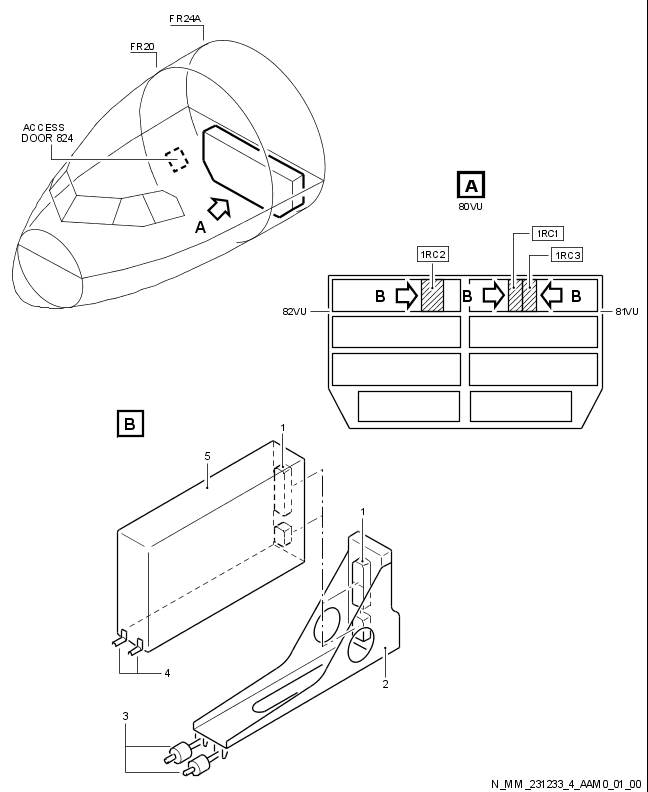 FR24A
FR20
ACCESS
DOOR 824
A
A
80VU
1RC1
1RC2
1RC3
B
B
B
82VU
81VU
B
1
5
1
4
2
3
N_MM_231233_4_AAM0_01_00